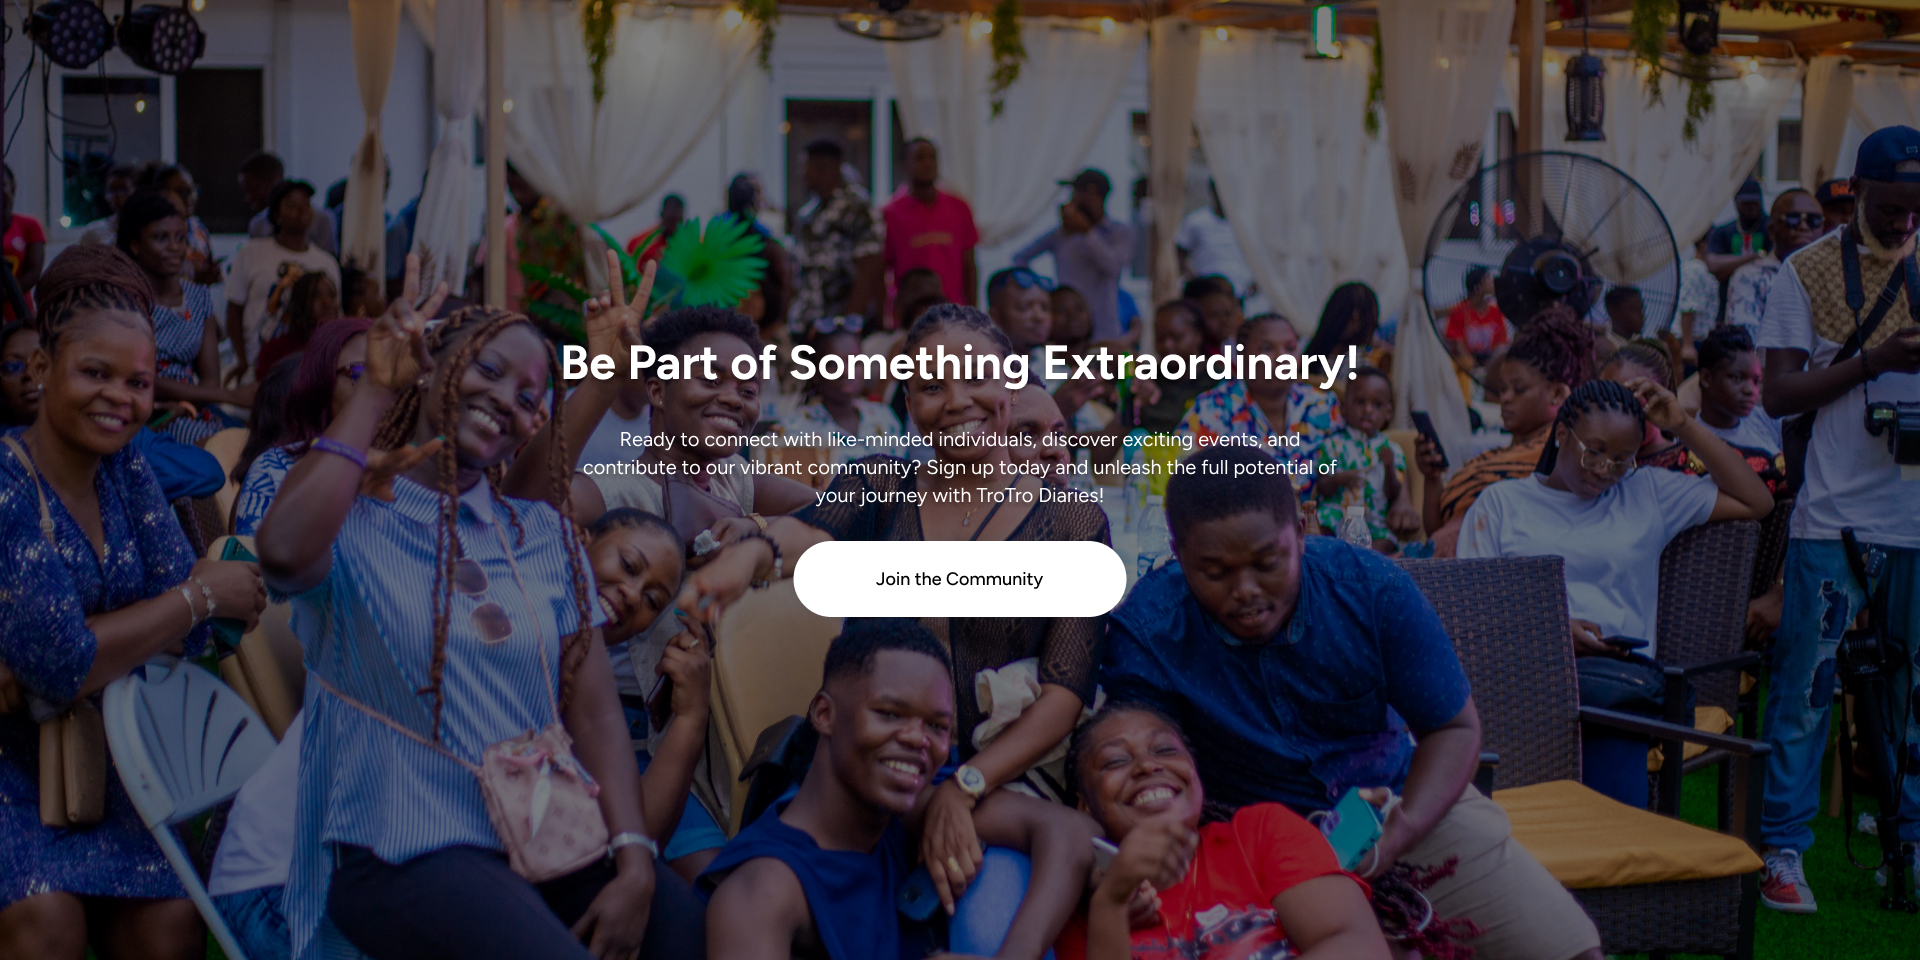 Be Part of Something Extraordinary!
Ready to connect with like-minded individuals, discover exciting events, and
contribute to our vibrant community? Sign up today and unleash the full potential of
your journey with TroTro Diaries!
Join the Community